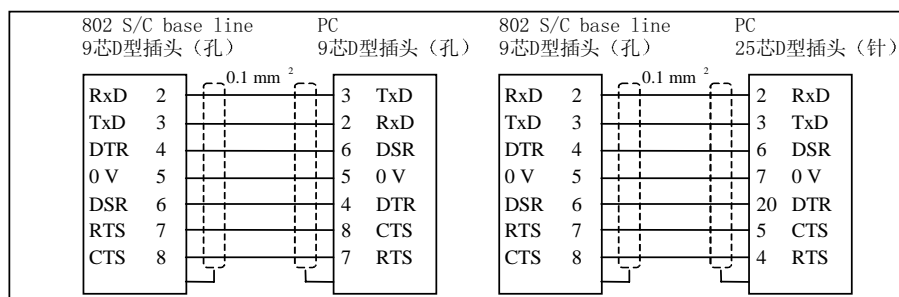 802 S/C base line PC 802 S/C base line PC
9芯D型插头（孔） 9芯D型插头（孔） 9芯D型插头（孔） 25芯D型插头（针）
0.1 mm 2 0.1 mm 2
RxD 2 3 TxD RxD 2 2 RxD
TxD 3 2 RxD TxD 3 3 TxD
DTR 4 6 DSR DTR 4 6 DSR
0 V 5 5 0 V 0 V 5 7 0 V
DSR 6 4 DTR DSR 6 20 DTR
RTS 7 8 CTS RTS 7 5 CTS
CTS 8 7 RTS CTS 8 4 RTS